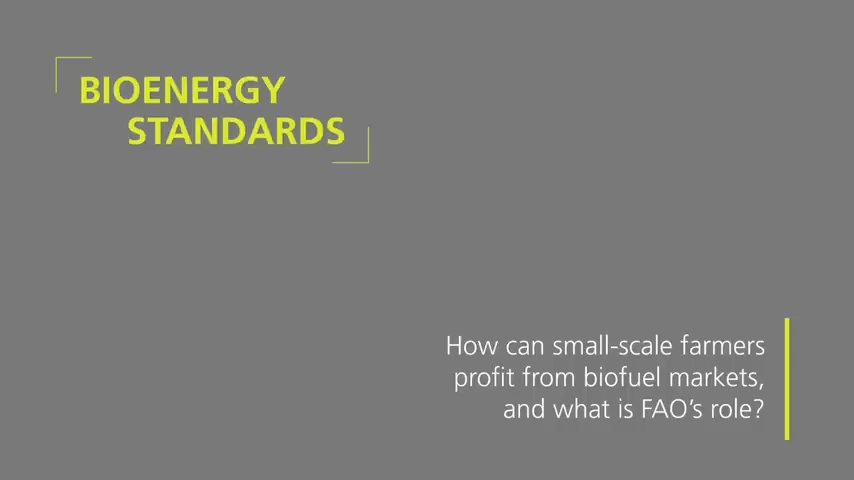 BIOENERGY
STANDARDS
How can small-scale farmers
profit from biofuel markets,
and what is FAO’s role?